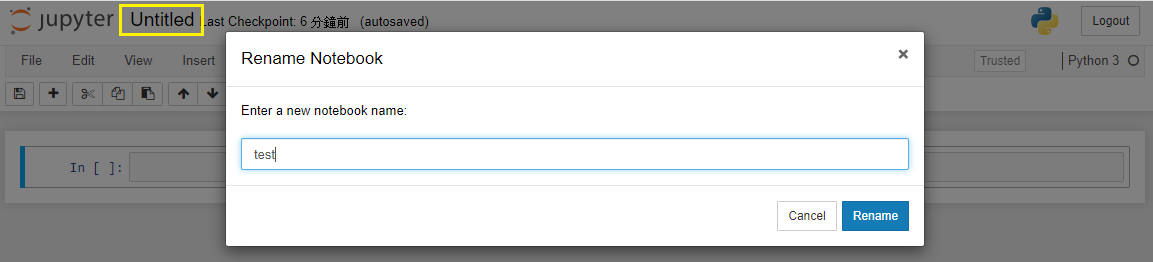 jupyter Untitled Last Checkpoint: 6 分鐘前 (autosaved) Logout
Rename Notebook ×
File Edit View Insert Trusted Python 3
Enter a new notebook name:
test
In [ ]:
Cancel Rename